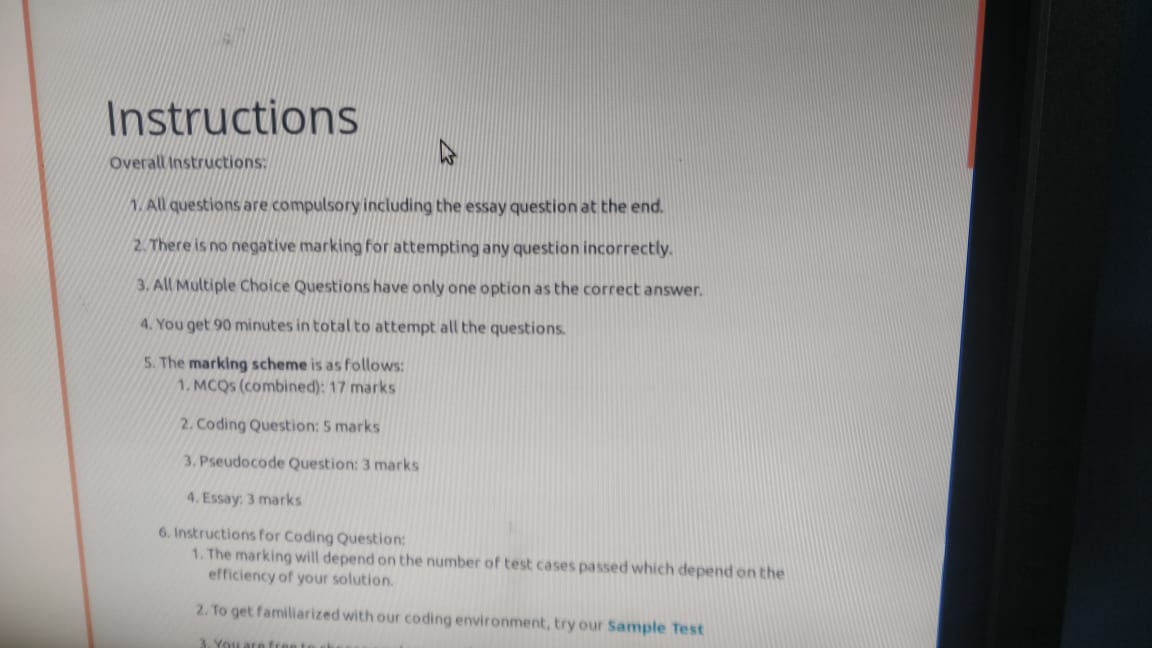 Instructions
Overall Instructions:
1. All questions are compulsory including the essay question at the end.
2. There is no negative marking for attempting any question incorrectly.
3. All Multiple Choice Questions have only one option as the correct answer.
4. You get 90 minutes in total to attempt all the questions.
5. The marking scheme is as follows:
1. MCQs (combined): 17 marks
2. Coding Question: 5 marks
3. Pseudocode Question: 3 marks
4. Essay: 3 marks
6. Instructions for Coding Question:
1. The marking will depend on the number of test cases passed which depend on the
efficiency of your solution.
2. To get familiarized with our coding environment, try our Sample Test
3. You are free to